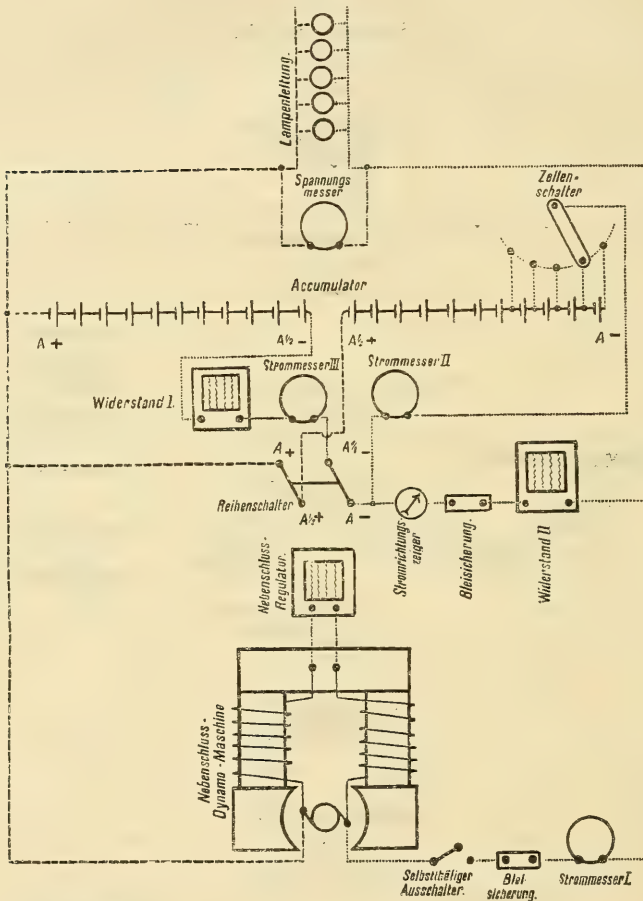 Lampenleitung.
Spannungs
messer
Zellen-
schalter
Accumulator
A +
A½ -
A½ +
A -
Widerstand I.
Strommesser III
Strommesser II
A +
A½ -
Reihenschalter
A½ +
A -
Stromrichtungs-
zeiger
Bleisicherung.
Widerstand II
Nebenschluss-
Regulator.
Nebenschluss-
Dynamo-Maschine
Selbstthätiger
Ausschalter.
Blei-
sicherung.
Strommesser I.